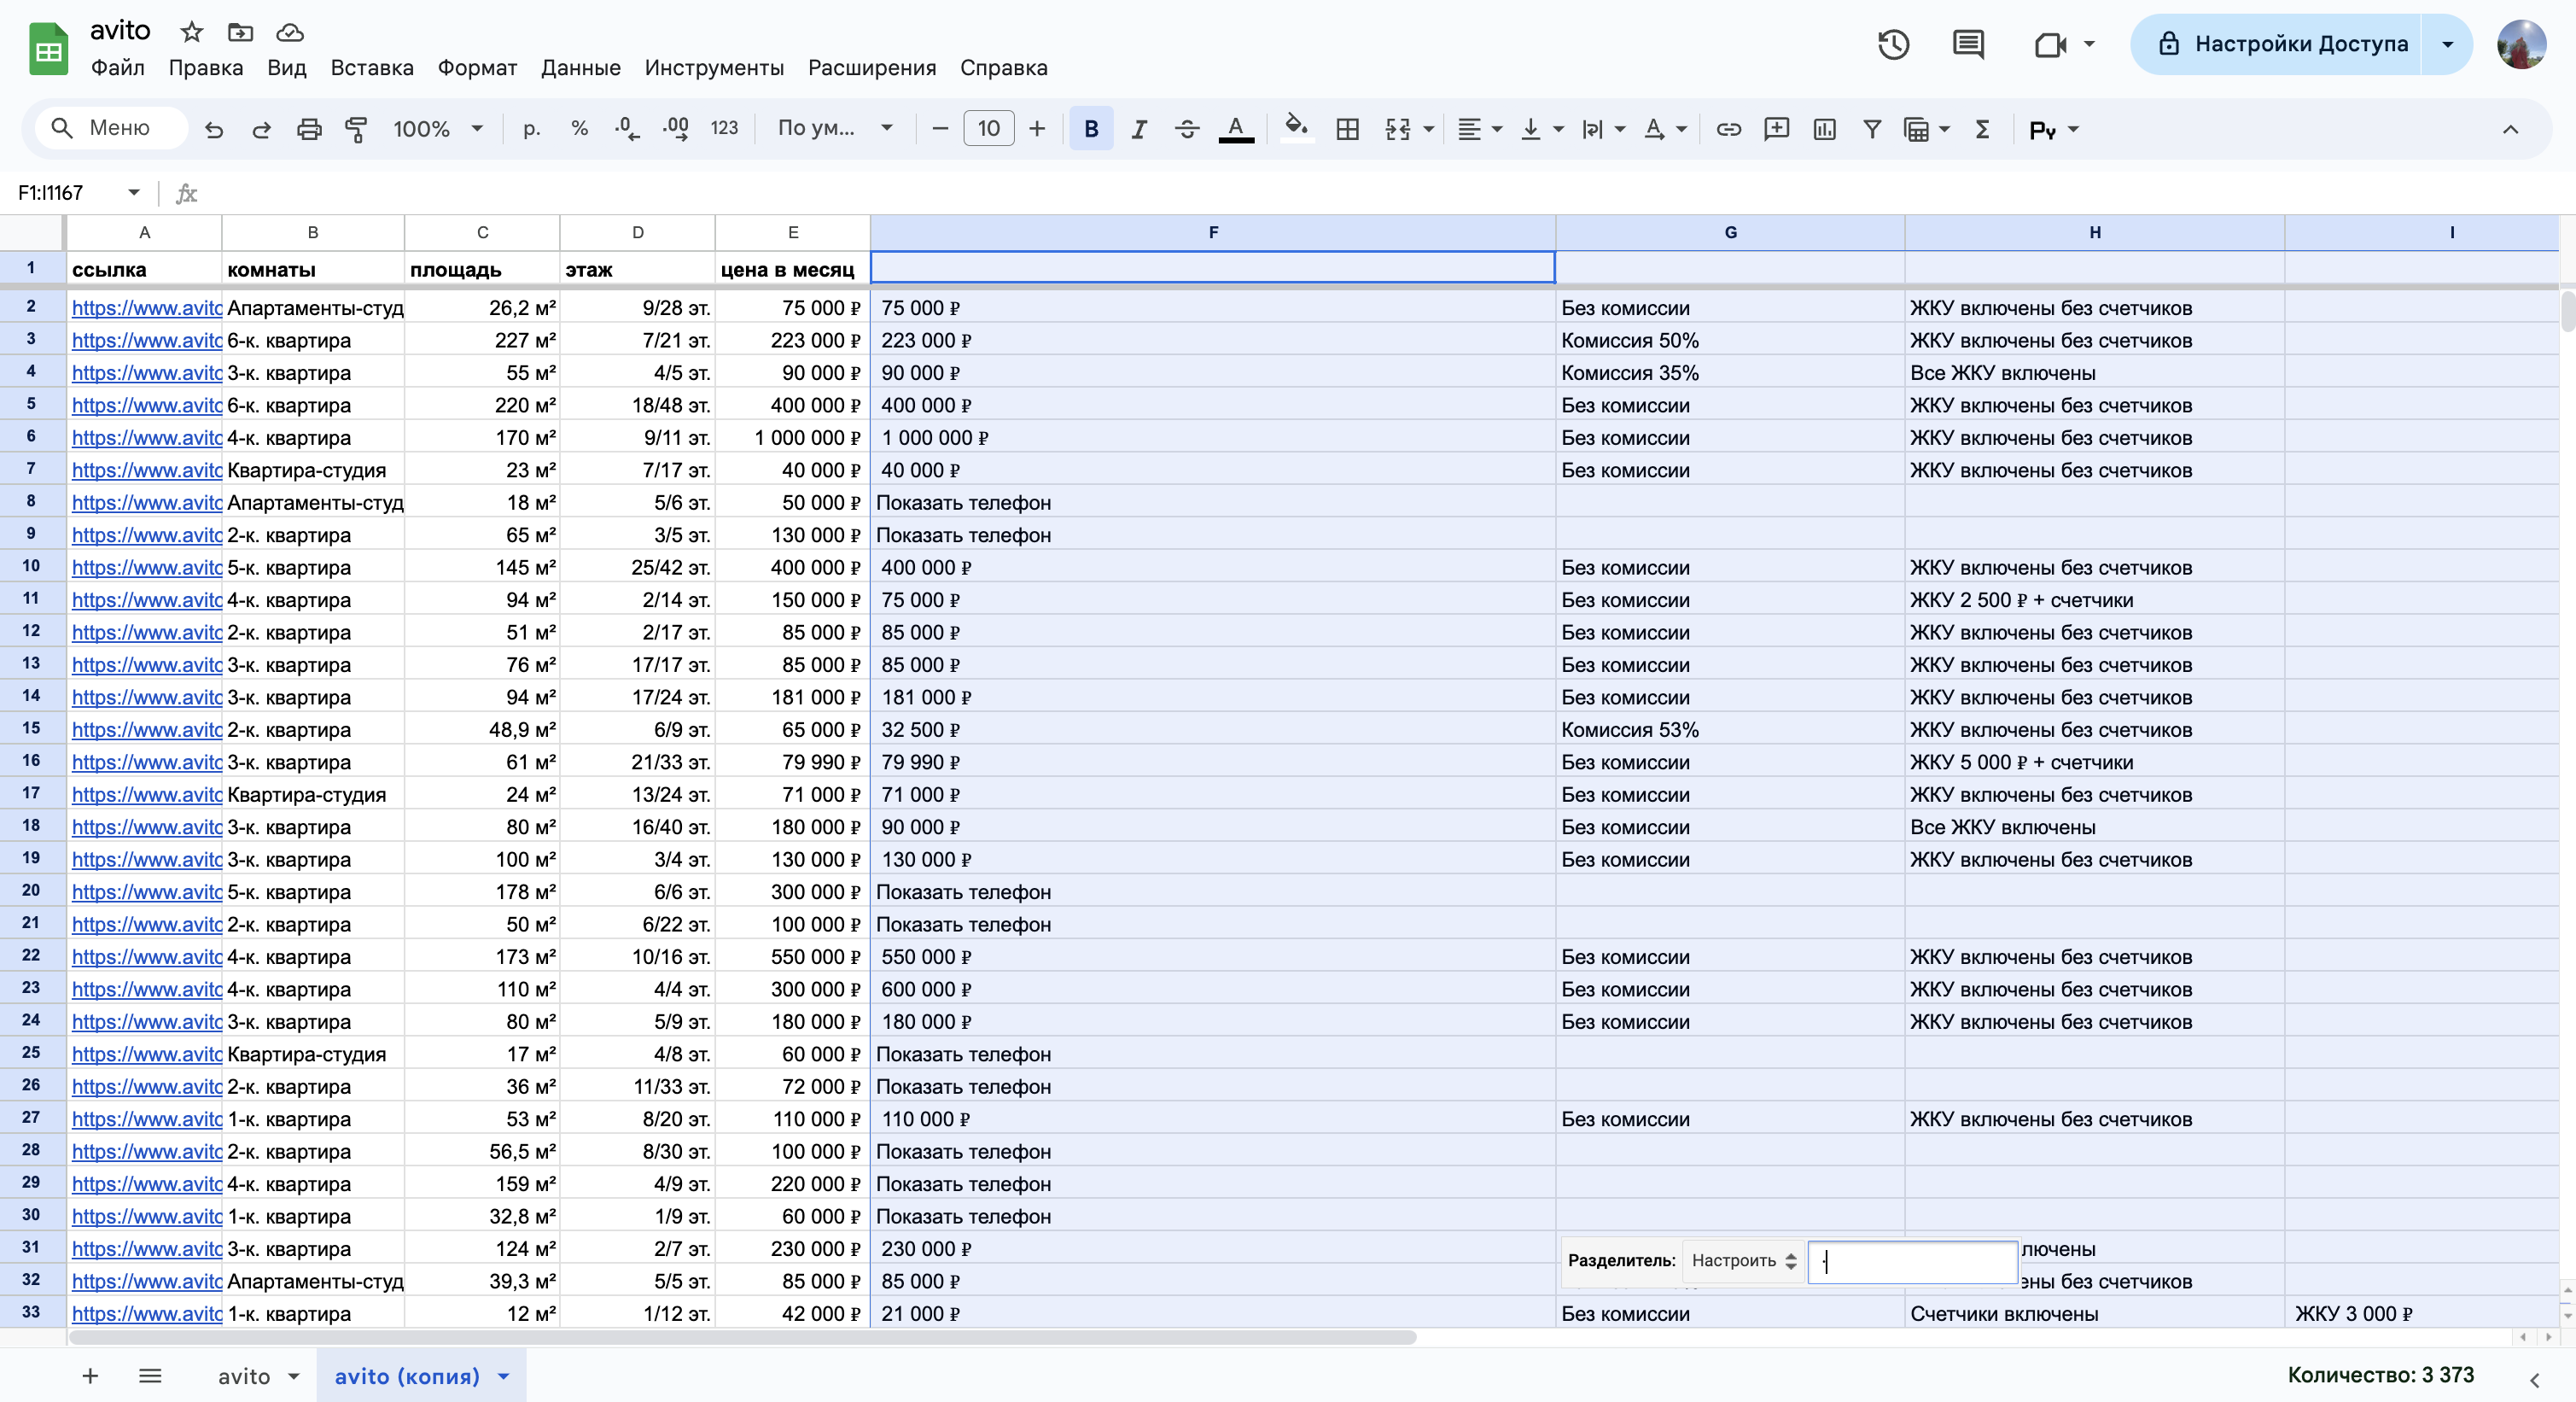 avito
Файл Правка Вид Вставка Формат Данные Инструменты Расширения Справка
Настройки Доступа
Меню 100% р. % .0 .00 123 По ум... 10 B I A Σ Py
F1:I1167 fx
A B C D E F G H I
1 ссылка комнаты площадь этаж цена в месяц
2 https://www.avito Апартаменты-студ 26,2 м² 9/28 эт. 75 000 ₽ 75 000 ₽ Без комиссии ЖКУ включены без счетчиков
3 https://www.avito 6-к. квартира 227 м² 7/21 эт. 223 000 ₽ 223 000 ₽ Комиссия 50% ЖКУ включены без счетчиков
4 https://www.avito 3-к. квартира 55 м² 4/5 эт. 90 000 ₽ 90 000 ₽ Комиссия 35% Все ЖКУ включены
5 https://www.avito 6-к. квартира 220 м² 18/48 эт. 400 000 ₽ 400 000 ₽ Без комиссии ЖКУ включены без счетчиков
6 https://www.avito 4-к. квартира 170 м² 9/11 эт. 1 000 000 ₽ 1 000 000 ₽ Без комиссии ЖКУ включены без счетчиков
7 https://www.avito Квартира-студия 23 м² 7/17 эт. 40 000 ₽ 40 000 ₽ Без комиссии ЖКУ включены без счетчиков
8 https://www.avito Апартаменты-студ 18 м² 5/6 эт. 50 000 ₽ Показать телефон
9 https://www.avito 2-к. квартира 65 м² 3/5 эт. 130 000 ₽ Показать телефон
10 https://www.avito 5-к. квартира 145 м² 25/42 эт. 400 000 ₽ 400 000 ₽ Без комиссии ЖКУ включены без счетчиков
11 https://www.avito 4-к. квартира 94 м² 2/14 эт. 150 000 ₽ 75 000 ₽ Без комиссии ЖКУ 2 500 ₽ + счетчики
12 https://www.avito 2-к. квартира 51 м² 2/17 эт. 85 000 ₽ 85 000 ₽ Без комиссии ЖКУ включены без счетчиков
13 https://www.avito 3-к. квартира 76 м² 17/17 эт. 85 000 ₽ 85 000 ₽ Без комиссии ЖКУ включены без счетчиков
14 https://www.avito 3-к. квартира 94 м² 17/24 эт. 181 000 ₽ 181 000 ₽ Без комиссии ЖКУ включены без счетчиков
15 https://www.avito 2-к. квартира 48,9 м² 6/9 эт. 65 000 ₽ 32 500 ₽ Комиссия 53% ЖКУ включены без счетчиков
16 https://www.avito 3-к. квартира 61 м² 21/33 эт. 79 990 ₽ 79 990 ₽ Без комиссии ЖКУ 5 000 ₽ + счетчики
17 https://www.avito Квартира-студия 24 м² 13/24 эт. 71 000 ₽ 71 000 ₽ Без комиссии ЖКУ включены без счетчиков
18 https://www.avito 3-к. квартира 80 м² 16/40 эт. 180 000 ₽ 90 000 ₽ Без комиссии Все ЖКУ включены
19 https://www.avito 3-к. квартира 100 м² 3/4 эт. 130 000 ₽ 130 000 ₽ Без комиссии ЖКУ включены без счетчиков
20 https://www.avito 5-к. квартира 178 м² 6/6 эт. 300 000 ₽ Показать телефон
21 https://www.avito 2-к. квартира 50 м² 6/22 эт. 100 000 ₽ Показать телефон
22 https://www.avito 4-к. квартира 173 м² 10/16 эт. 550 000 ₽ 550 000 ₽ Без комиссии ЖКУ включены без счетчиков
23 https://www.avito 4-к. квартира 110 м² 4/4 эт. 300 000 ₽ 600 000 ₽ Без комиссии ЖКУ включены без счетчиков
24 https://www.avito 3-к. квартира 80 м² 5/9 эт. 180 000 ₽ 180 000 ₽ Без комиссии ЖКУ включены без счетчиков
25 https://www.avito Квартира-студия 17 м² 4/8 эт. 60 000 ₽ Показать телефон
26 https://www.avito 2-к. квартира 36 м² 11/33 эт. 72 000 ₽ Показать телефон
27 https://www.avito 1-к. квартира 53 м² 8/20 эт. 110 000 ₽ 110 000 ₽ Без комиссии ЖКУ включены без счетчиков
28 https://www.avito 2-к. квартира 56,5 м² 8/30 эт. 100 000 ₽ Показать телефон
29 https://www.avito 4-к. квартира 159 м² 4/9 эт. 220 000 ₽ Показать телефон
30 https://www.avito 1-к. квартира 32,8 м² 1/9 эт. 60 000 ₽ Показать телефон
31 https://www.avito 3-к. квартира 124 м² 2/7 эт. 230 000 ₽ 230 000 ₽ лючены
Разделитель: Настроить ·
32 https://www.avito Апартаменты-студ 39,3 м² 5/5 эт. 85 000 ₽ 85 000 ₽ ены без счетчиков
33 https://www.avito 1-к. квартира 12 м² 1/12 эт. 42 000 ₽ 21 000 ₽ Без комиссии Счетчики включены ЖКУ 3 000 ₽
avito avito (копия) Количество: 3 373